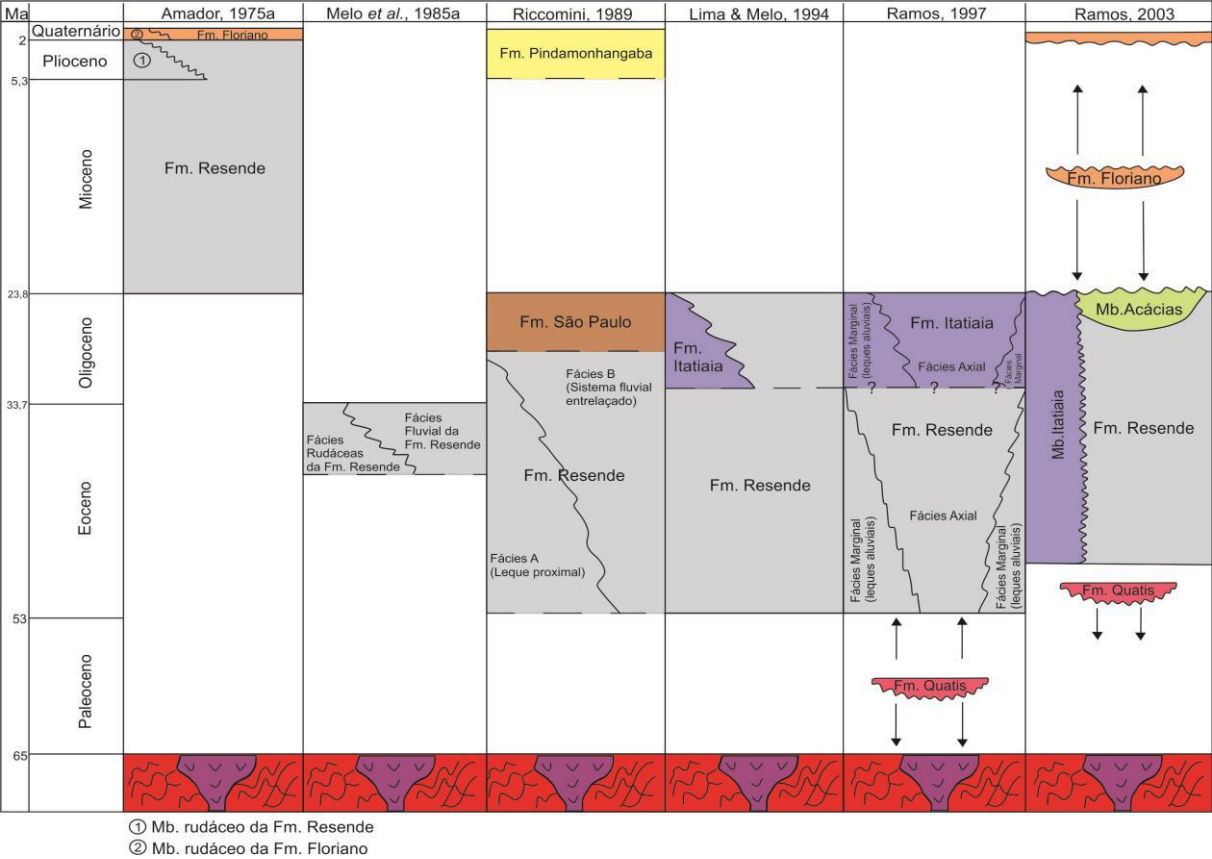 Ma
Amador, 1975a
Melo et al., 1985a
Riccomini, 1989
Lima & Melo, 1994
Ramos, 1997
Ramos, 2003
Quaternário
2
Plioceno
5,3
Mioceno
23,8
Oligoceno
33,7
Eoceno
53
Paleoceno
65
② Fm. Floriano
①
Fm. Resende
Fácies
Rudáceas
da Fm. Resende
Fácies
Fluvial da
Fm. Resende
Fm. Pindamonhangaba
Fm. São Paulo
Fácies B
(Sistema fluvial
entrelaçado)
Fm. Resende
Fácies A
(Leque proximal)
Fm.
Itatiaia
Fm. Resende
Fácies Marginal
(leques aluviais)
Fm. Itatiaia
Fácies Axial
Fácies
Marginal
? ? ?
Fm. Resende
Fácies Axial
Fácies Marginal
(leques aluviais)
Fácies Marginal
(leques aluviais)
Fm. Quatis
Fm. Floriano
Mb.Acácias
Mb.Itatiaia
Fm. Resende
Fm. Quatis
① Mb. rudáceo da Fm. Resende
② Mb. rudáceo da Fm. Floriano